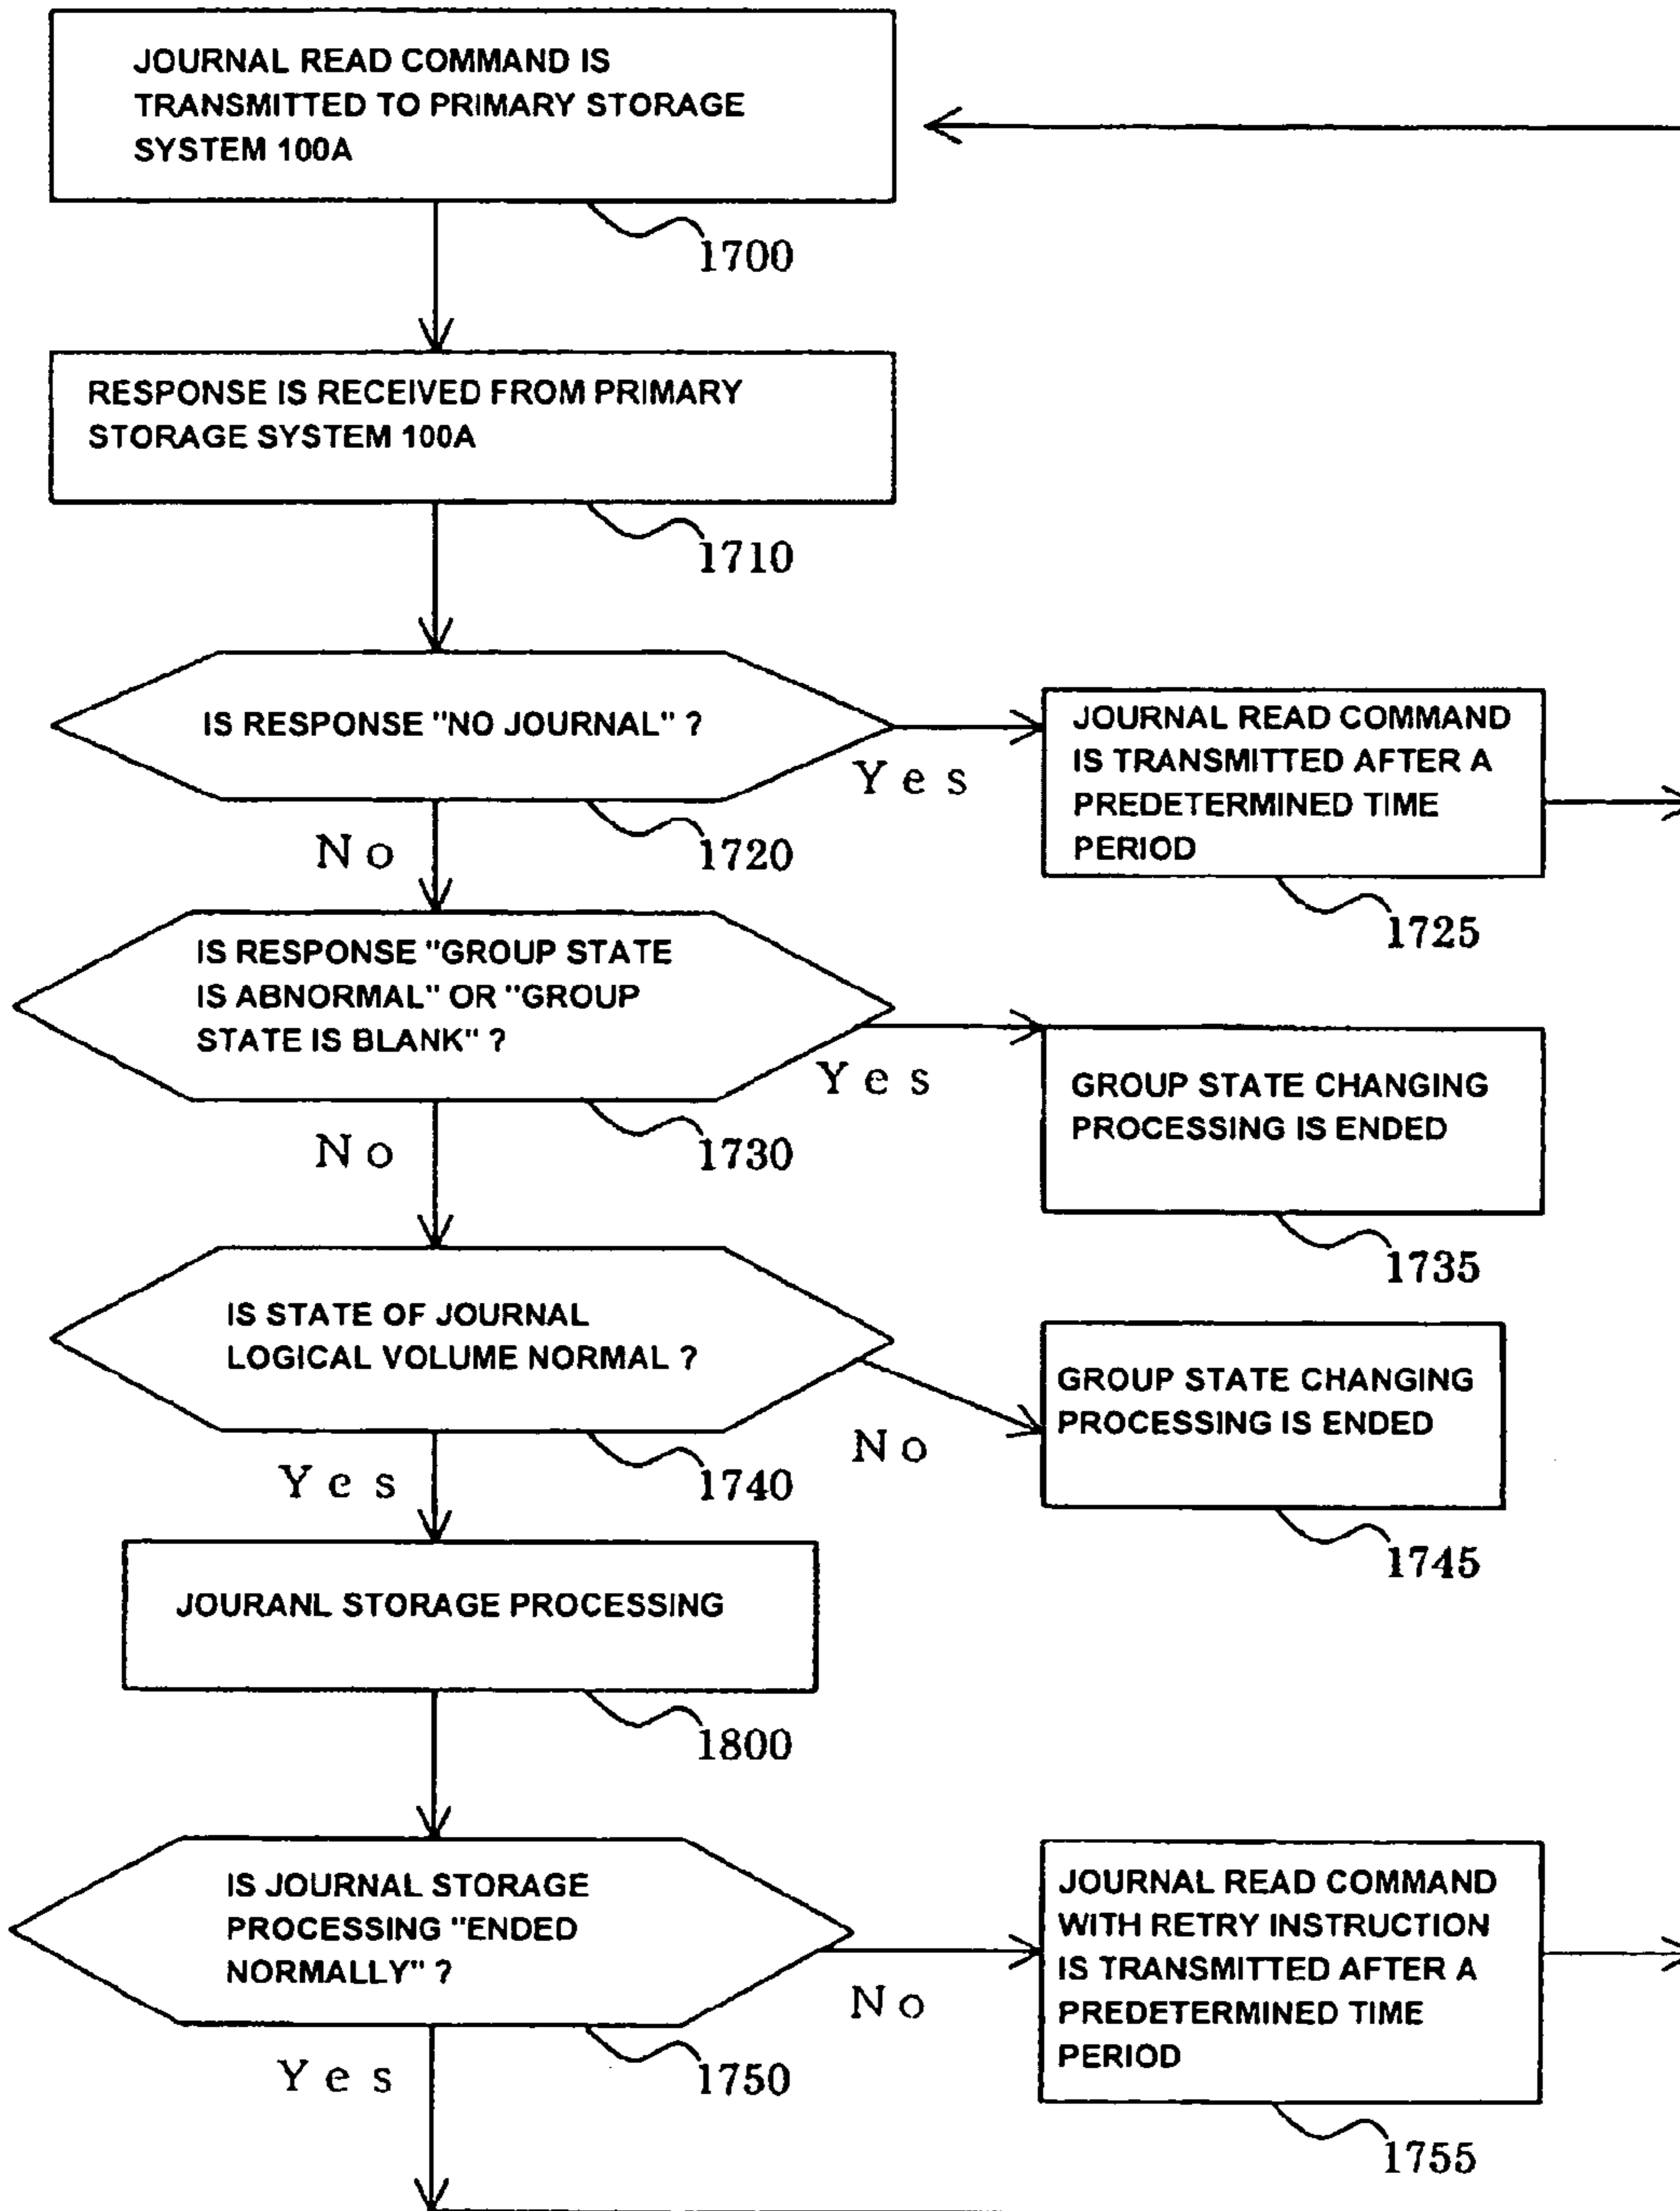 JOURNAL READ COMMAND IS
TRANSMITTED TO PRIMARY STORAGE
SYSTEM 100A
1700
RESPONSE IS RECEIVED FROM PRIMARY
STORAGE SYSTEM 100A
1710
IS RESPONSE "NO JOURNAL" ?
Yes
No
1720
JOURNAL READ COMMAND
IS TRANSMITTED AFTER A
PREDETERMINED TIME
PERIOD
1725
IS RESPONSE "GROUP STATE
IS ABNORMAL" OR "GROUP
STATE IS BLANK" ?
Yes
No
1730
GROUP STATE CHANGING
PROCESSING IS ENDED
1735
IS STATE OF JOURNAL
LOGICAL VOLUME NORMAL ?
No
Yes
1740
GROUP STATE CHANGING
PROCESSING IS ENDED
1745
JOURANL STORAGE PROCESSING
1800
IS JOURNAL STORAGE
PROCESSING "ENDED
NORMALLY" ?
No
Yes
1750
JOURNAL READ COMMAND
WITH RETRY INSTRUCTION
IS TRANSMITTED AFTER A
PREDETERMINED TIME
PERIOD
1755